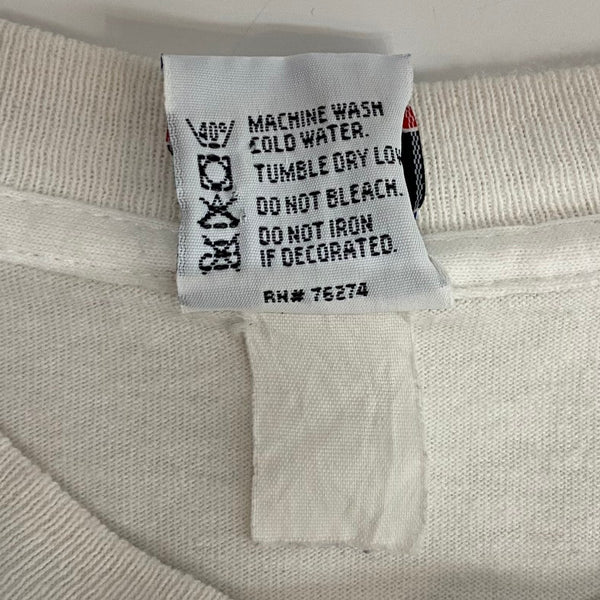 40°
MACHINE WASH
COLD WATER.
TUMBLE DRY LOW
DO NOT BLEACH.
DO NOT IRON
IF DECORATED.
RN# 76274